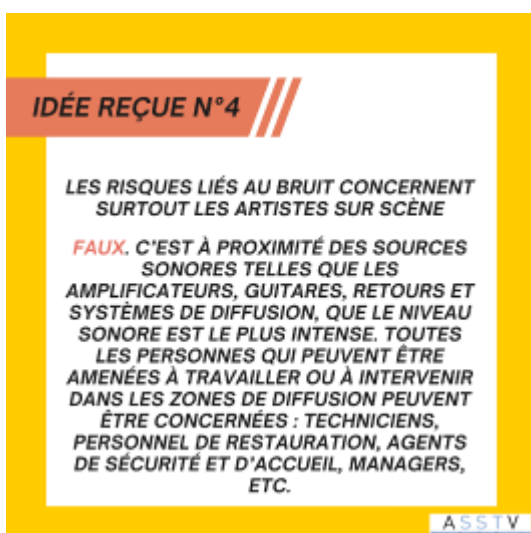 IDÉE REÇUE N°4
LES RISQUES LIÉS AU BRUIT CONCERNENT
SURTOUT LES ARTISTES SUR SCÈNE
FAUX. C'EST À PROXIMITÉ DES SOURCES
SONORES TELLES QUE LES
AMPLIFICATEURS, GUITARES, RETOURS ET
SYSTÈMES DE DIFFUSION, QUE LE NIVEAU
SONORE EST LE PLUS INTENSE. TOUTES
LES PERSONNES QUI PEUVENT ÊTRE
AMENÉES À TRAVAILLER OU À INTERVENIR
DANS LES ZONES DE DIFFUSION PEUVENT
ÊTRE CONCERNÉES : TECHNICIENS,
PERSONNEL DE RESTAURATION, AGENTS
DE SÉCURITÉ ET D'ACCUEIL, MANAGERS,
ETC.
ASSTV